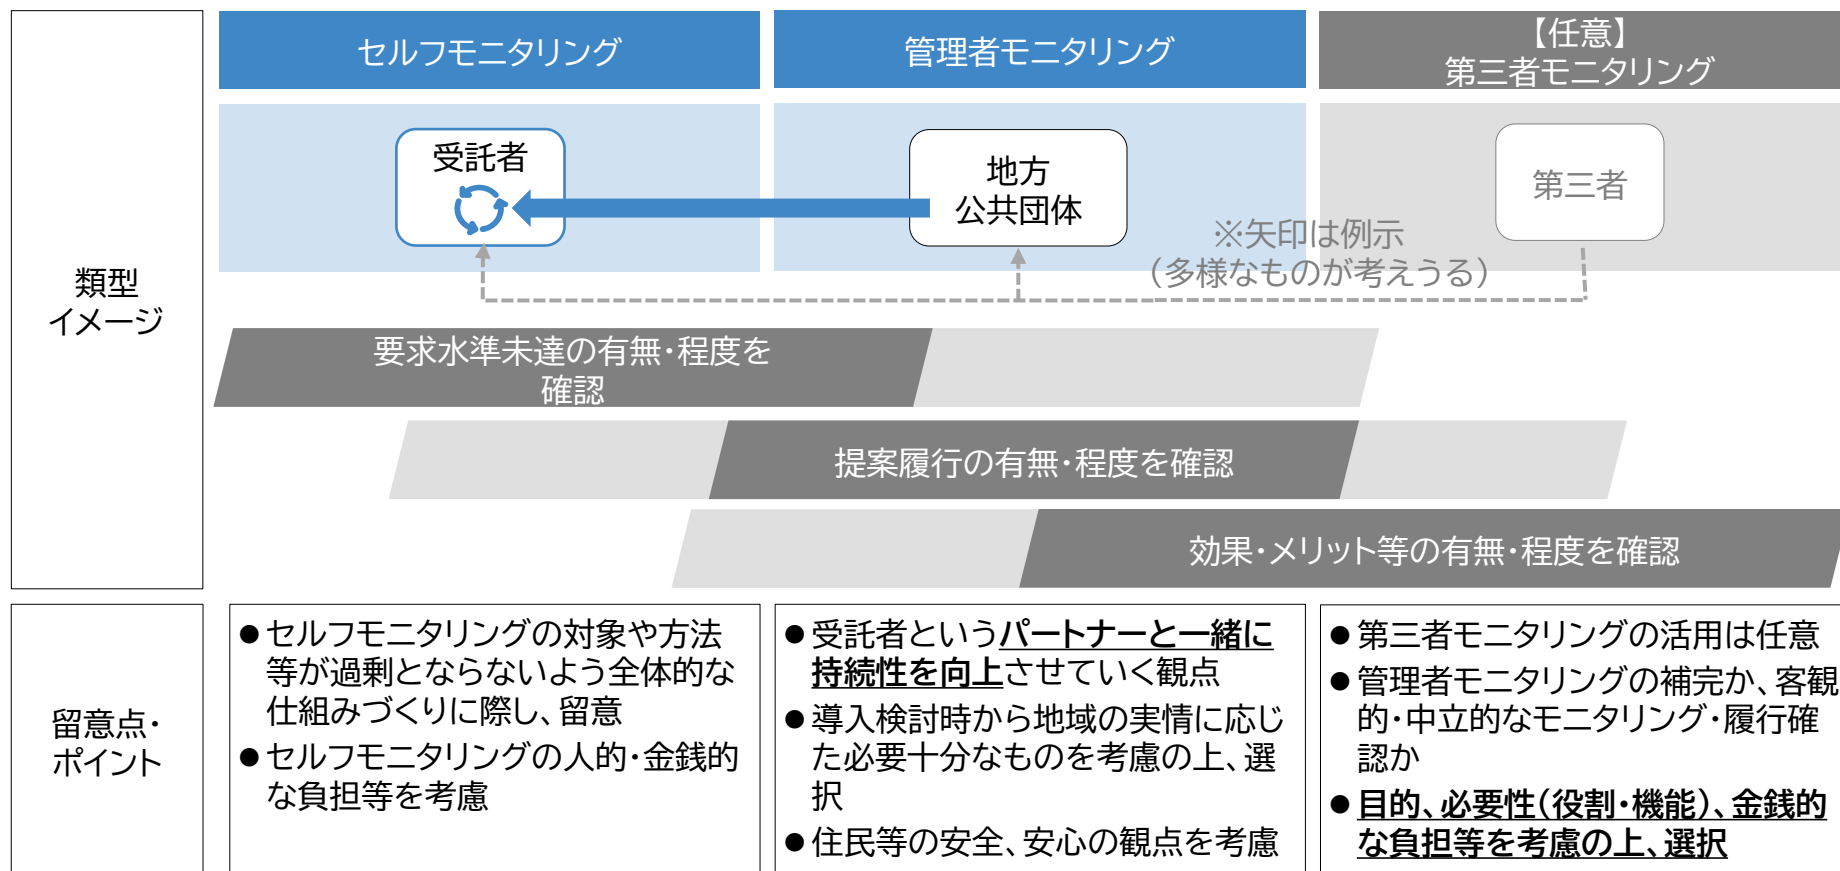 セルフモニタリング
管理者モニタリング
【任意】
第三者モニタリング
類型
イメージ
受託者
地方
公共団体
第三者
※矢印は例示
（多様なものが考えうる）
要求水準未達の有無・程度を
確認
提案履行の有無・程度を確認
効果・メリット等の有無・程度を確認
留意点・
ポイント
●セルフモニタリングの対象や方法
等が過剰とならないよう全体的な
仕組みづくりに際し、留意
●セルフモニタリングの人的・金銭的
な負担等を考慮
●受託者というパートナーと一緒に
持続性を向上させていく観点
●導入検討時から地域の実情に応じ
た必要十分なものを考慮の上、選
択
●住民等の安全、安心の観点を考慮
●第三者モニタリングの活用は任意
●管理者モニタリングの補完か、客観
的・中立的なモニタリング・履行確
認か
●目的、必要性（役割・機能）、金銭的
な負担等を考慮の上、選択